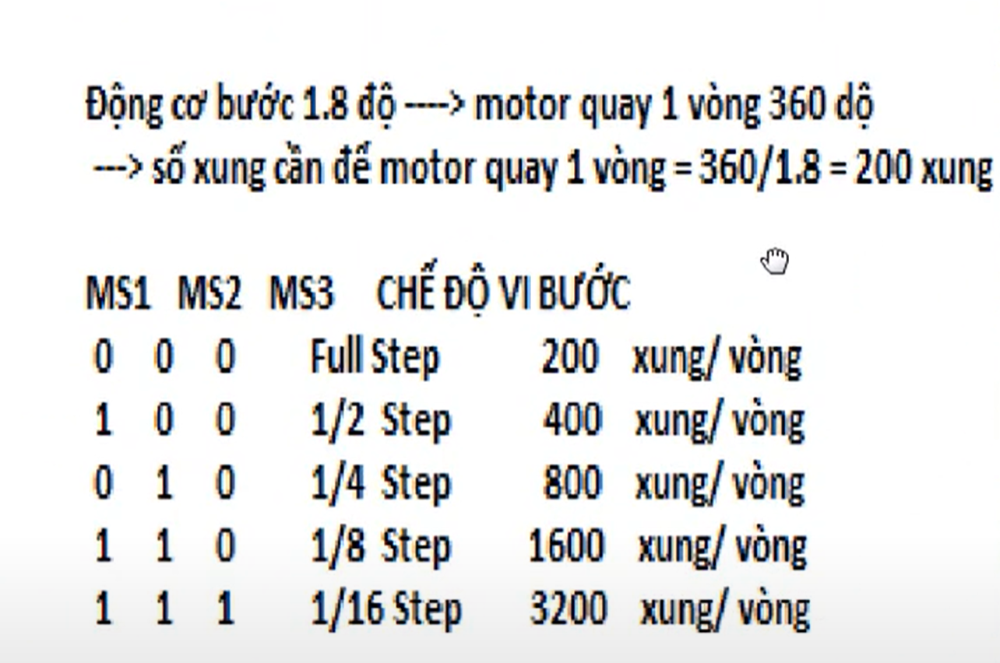 Động cơ bước 1.8 độ ----> motor quay 1 vòng 360 dộ
---> số xung cần để motor quay 1 vòng = 360/1.8 = 200 xung
MS1 MS2 MS3 CHẾ ĐỘ VI BƯỚC
0 0 0 Full Step 200 xung/ vòng
1 0 0 1/2 Step 400 xung/ vòng
0 1 0 1/4 Step 800 xung/ vòng
1 1 0 1/8 Step 1600 xung/ vòng
1 1 1 1/16 Step 3200 xung/ vòng